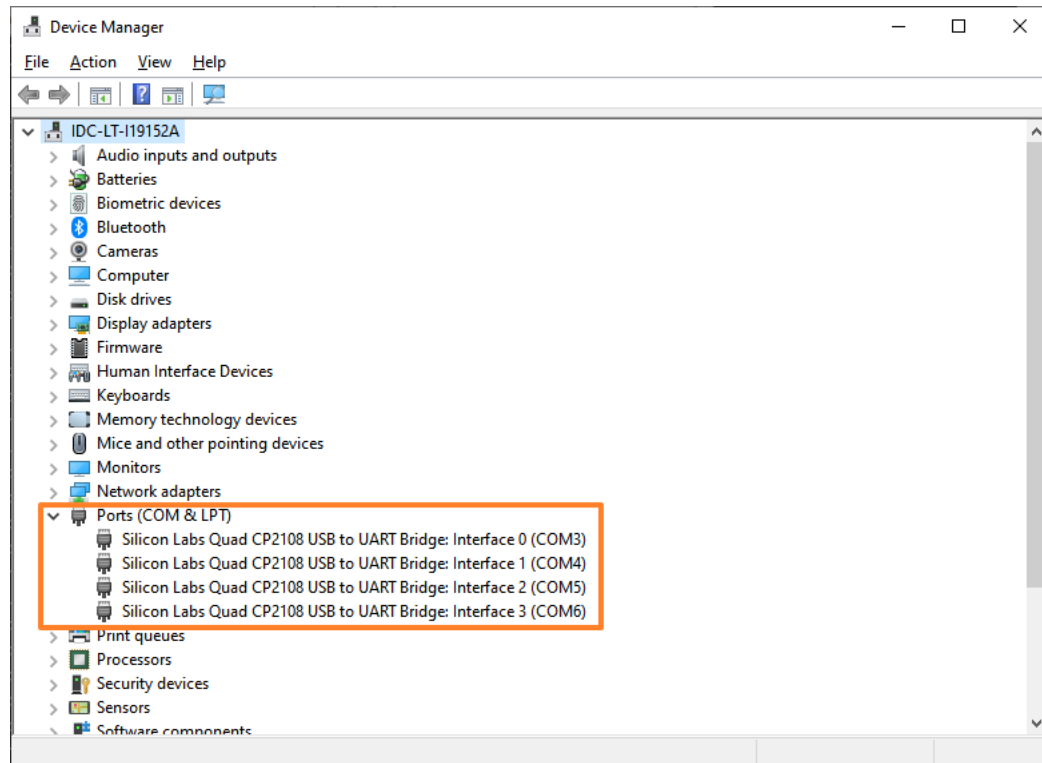 Device Manager
File Action View Help
IDC-LT-I19152A
Audio inputs and outputs
Batteries
Biometric devices
Bluetooth
Cameras
Computer
Disk drives
Display adapters
Firmware
Human Interface Devices
Keyboards
Memory technology devices
Mice and other pointing devices
Monitors
Network adapters
Ports (COM & LPT)
Silicon Labs Quad CP2108 USB to UART Bridge: Interface 0 (COM3)
Silicon Labs Quad CP2108 USB to UART Bridge: Interface 1 (COM4)
Silicon Labs Quad CP2108 USB to UART Bridge: Interface 2 (COM5)
Silicon Labs Quad CP2108 USB to UART Bridge: Interface 3 (COM6)
Print queues
Processors
Security devices
Sensors
Software components